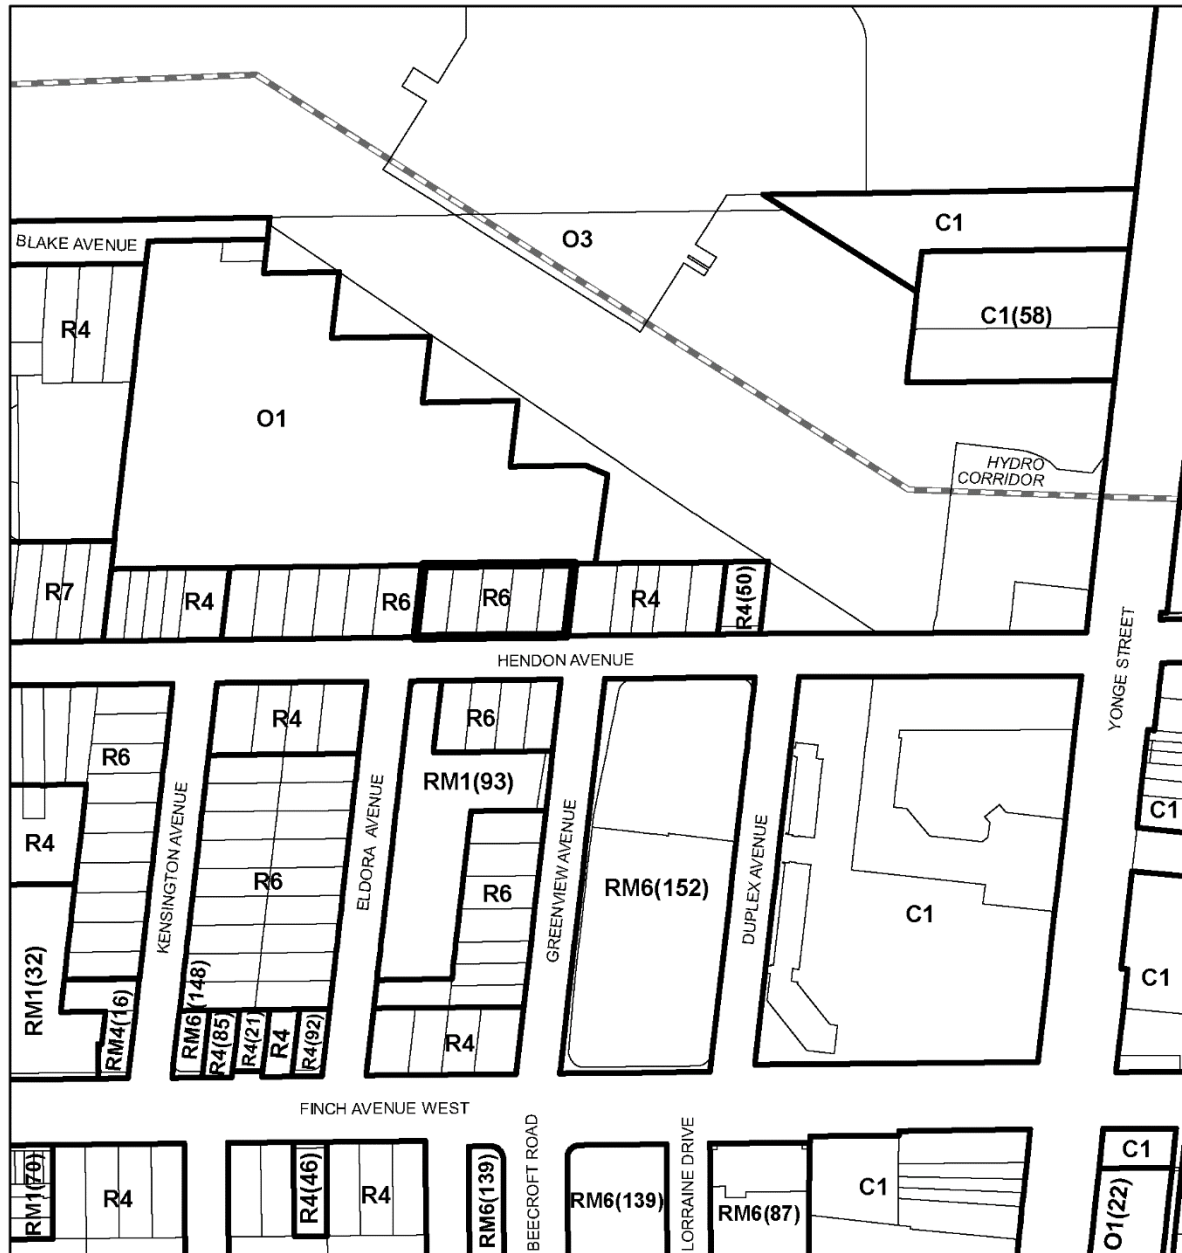 C1
BLAKE AVENUE
O3
C1(58)
R4
O1
HYDRO
CORRIDOR
R7
R4
R6
R6
R4
R4(50)
HENDON AVENUE
YONGE STREET
R4
R6
R6
RM1(93)
C1
R4
KENSINGTON AVENUE
ELDORA AVENUE
GREENVIEW AVENUE
DUPLEX AVENUE
R6
R6
RM6(152)
C1
RM1(32)
C1
RM4(16)
RM6(148)
R4(85)
R4(21)
R4
R4(92)
R4
FINCH AVENUE WEST
BEECROFT ROAD
LORRAINE DRIVE
C1
RM1(70)
R4
R4(46)
R4
RM6(139)
RM6(139)
RM6(87)
C1
O1(22)